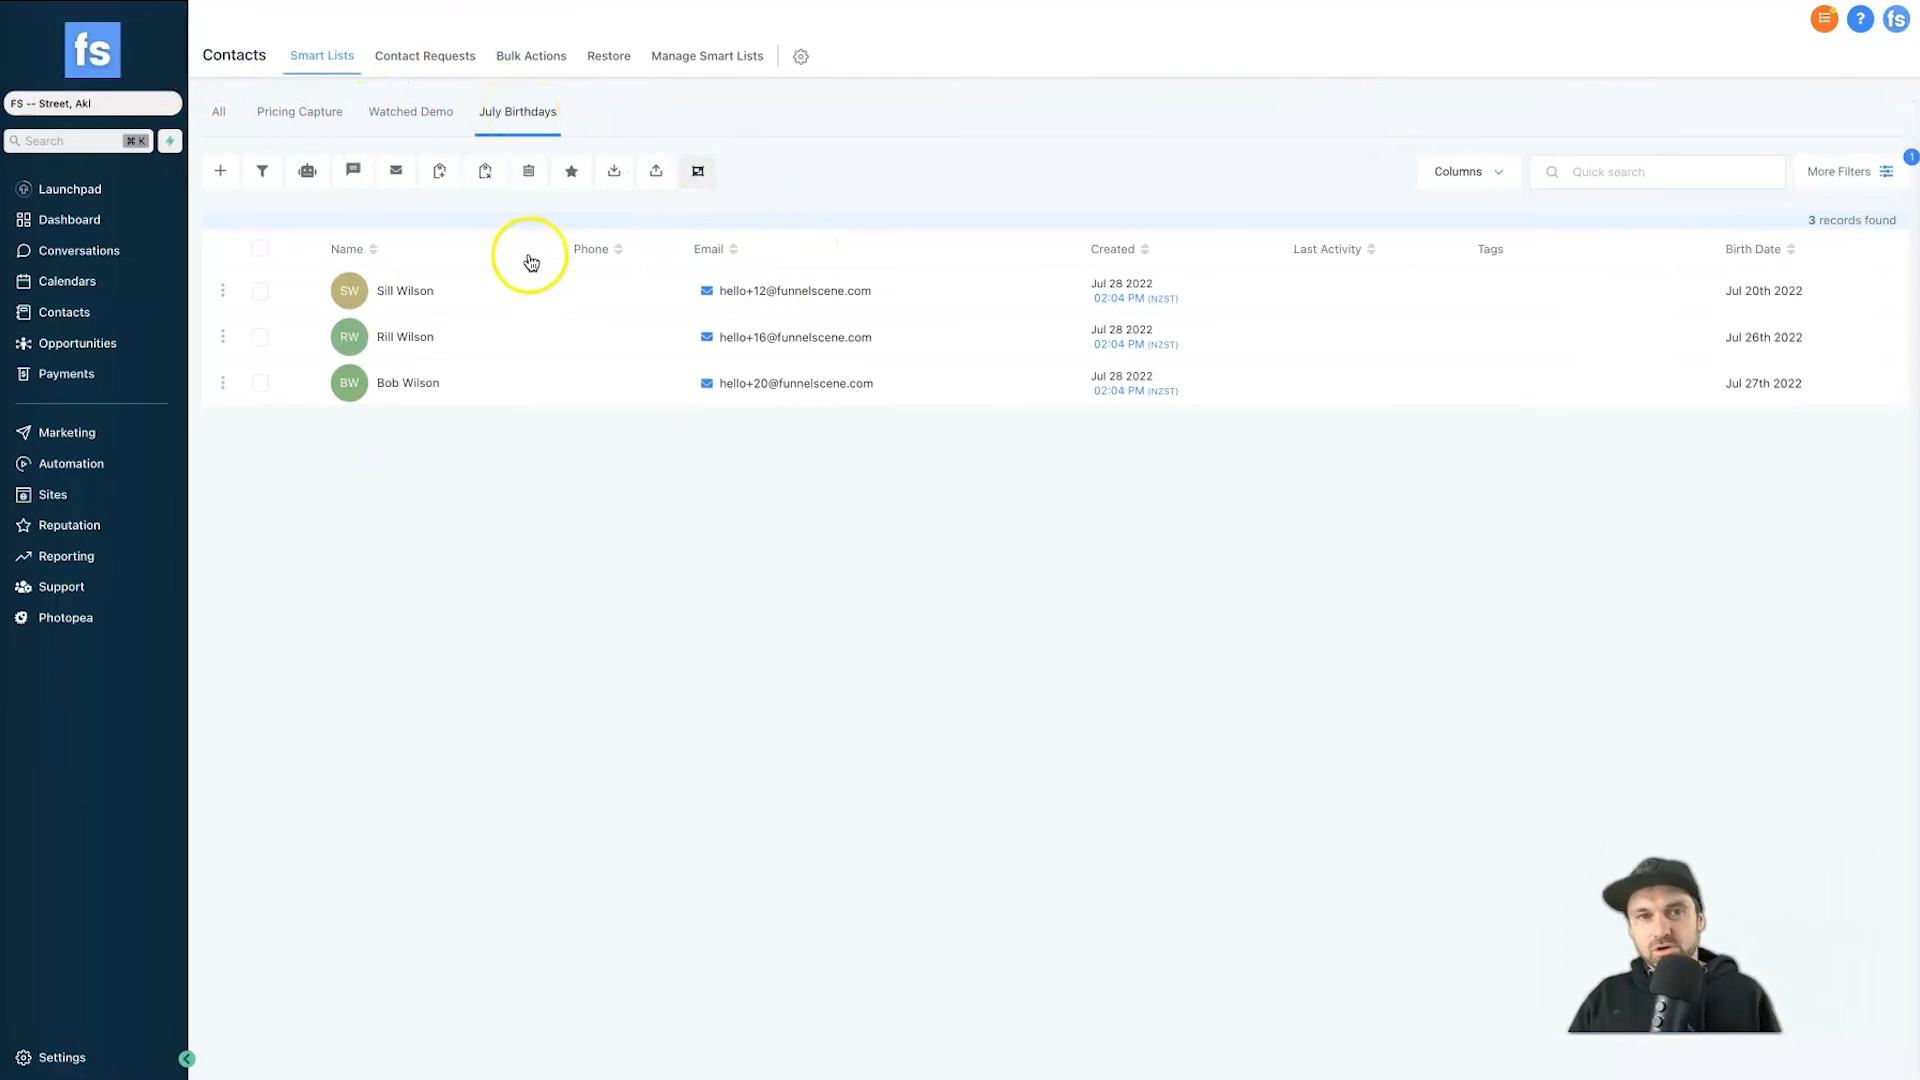 fs
FS -- Street, Akl
Search ⌘ K
Launchpad
Dashboard
Conversations
Calendars
Contacts
Opportunities
Payments
Marketing
Automation
Sites
Reputation
Reporting
Support
Photopea
Settings
Contacts Smart Lists Contact Requests Bulk Actions Restore Manage Smart Lists
? fs
All Pricing Capture Watched Demo July Birthdays
Columns Quick search More Filters 1
3 records found
Name Phone Email Created Last Activity Tags Birth Date
SW Sill Wilson hello+12@funnelscene.com Jul 28 2022 Jul 20th 2022
02:04 PM (NZST)
RW Rill Wilson hello+16@funnelscene.com Jul 28 2022 Jul 26th 2022
02:04 PM (NZST)
BW Bob Wilson hello+20@funnelscene.com Jul 28 2022 Jul 27th 2022
02:04 PM (NZST)